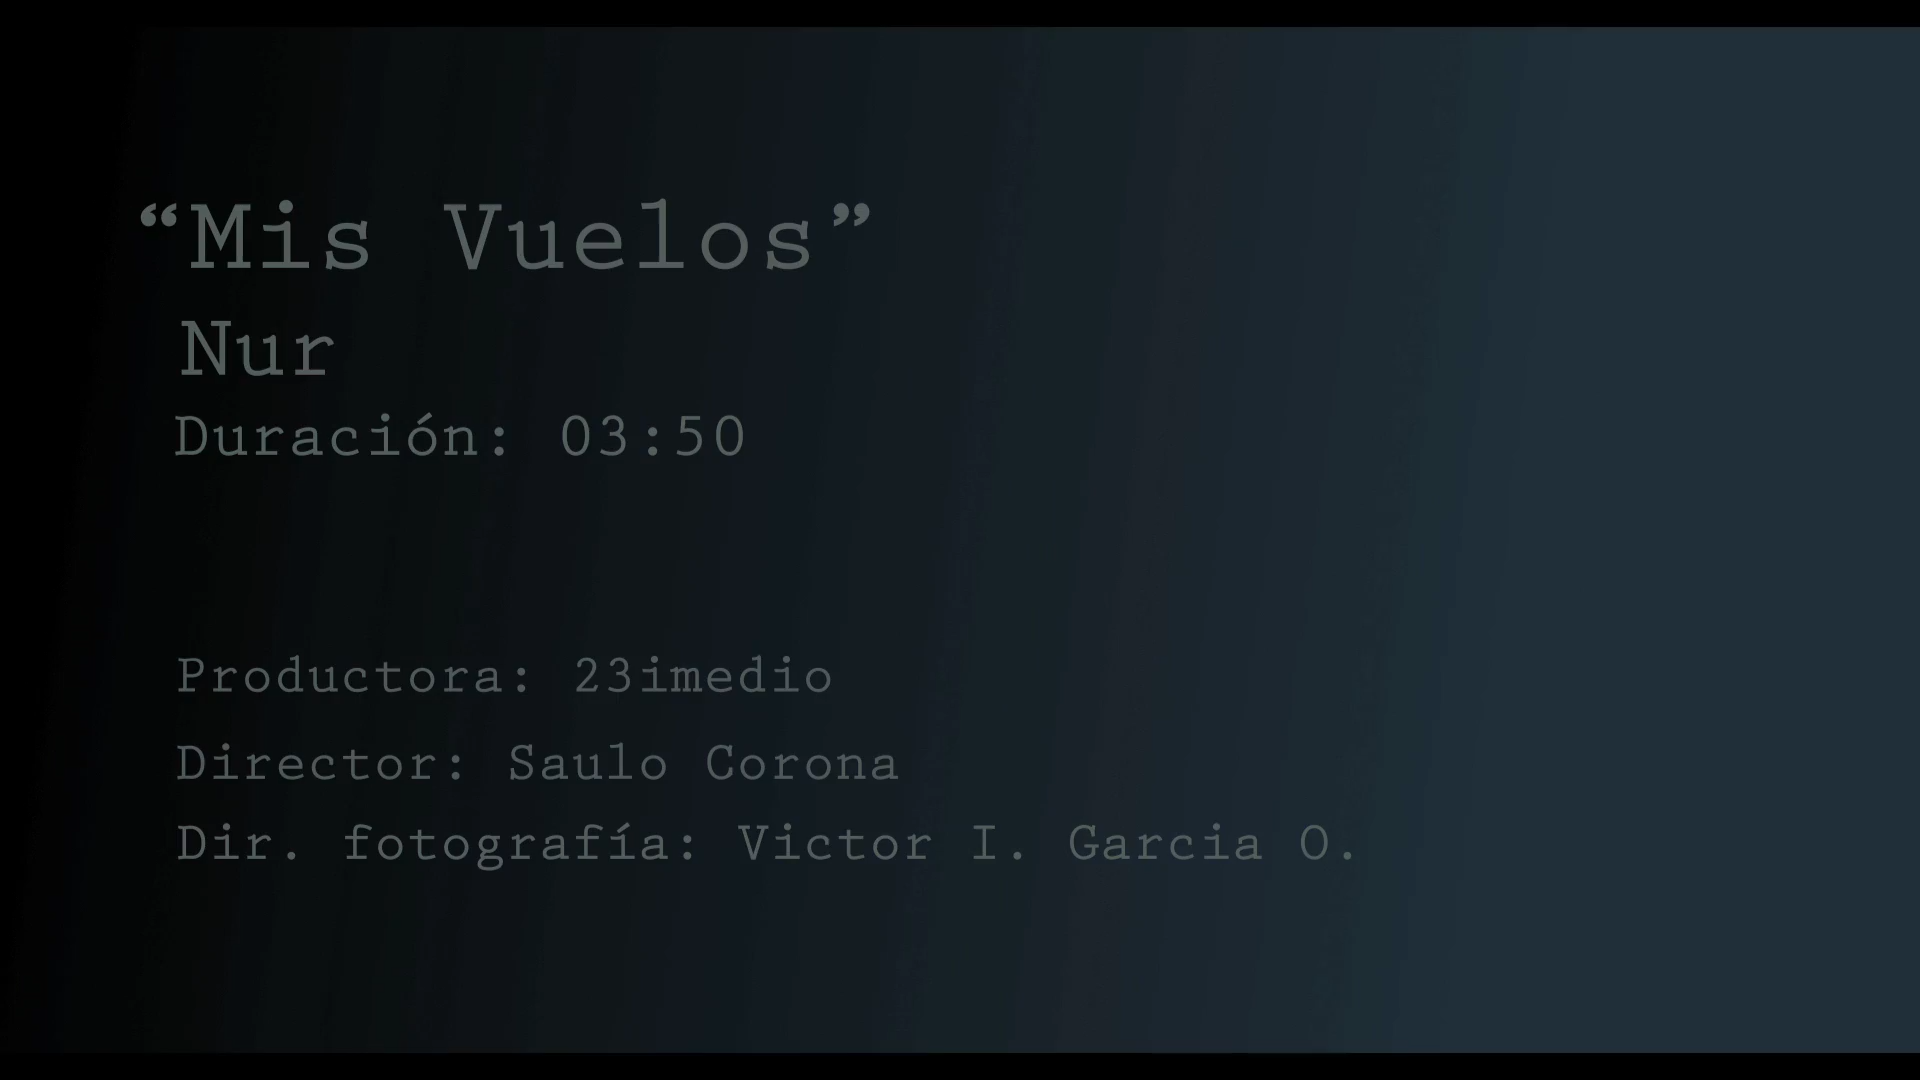 “Mis Vuelos”
Nur
Duración: 03:50
Productora: 23imedio
Director: Saulo Corona
Dir. fotografía: Victor I. Garcia O.